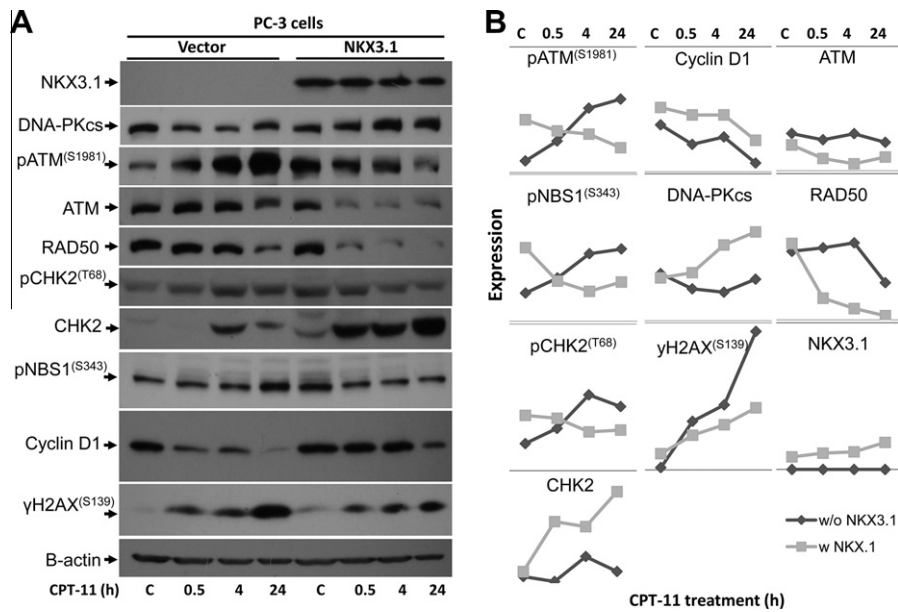 A
PC-3 cells
Vector NKX3.1
NKX3.1
DNA-PKcs
pATM(S1981)
ATM
RAD50
pCHK2(T68)
CHK2
pNBS1(S343)
Cyclin D1
γH2AX(S139)
B-actin
CPT-11 (h) C 0.5 4 24 C 0.5 4 24
B
C 0.5 4 24 C 0.5 4 24 C 0.5 4 24
pATM(S1981) Cyclin D1 ATM
pNBS1(S343) DNA-PKcs RAD50
Expression
pCHK2(T68) γH2AX(S139) NKX3.1
CHK2
w/o NKX3.1
w NKX.1
CPT-11 treatment (h)